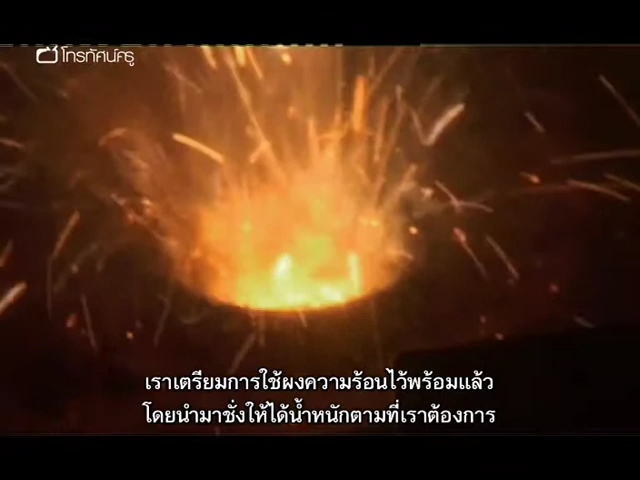 โทรทัศน์ครู
เราเตรียมการใช้ผงความร้อนไว้พร้อมแล้ว
โดยนำมาชั่งให้ได้น้ำหนักตามที่เราต้องการ